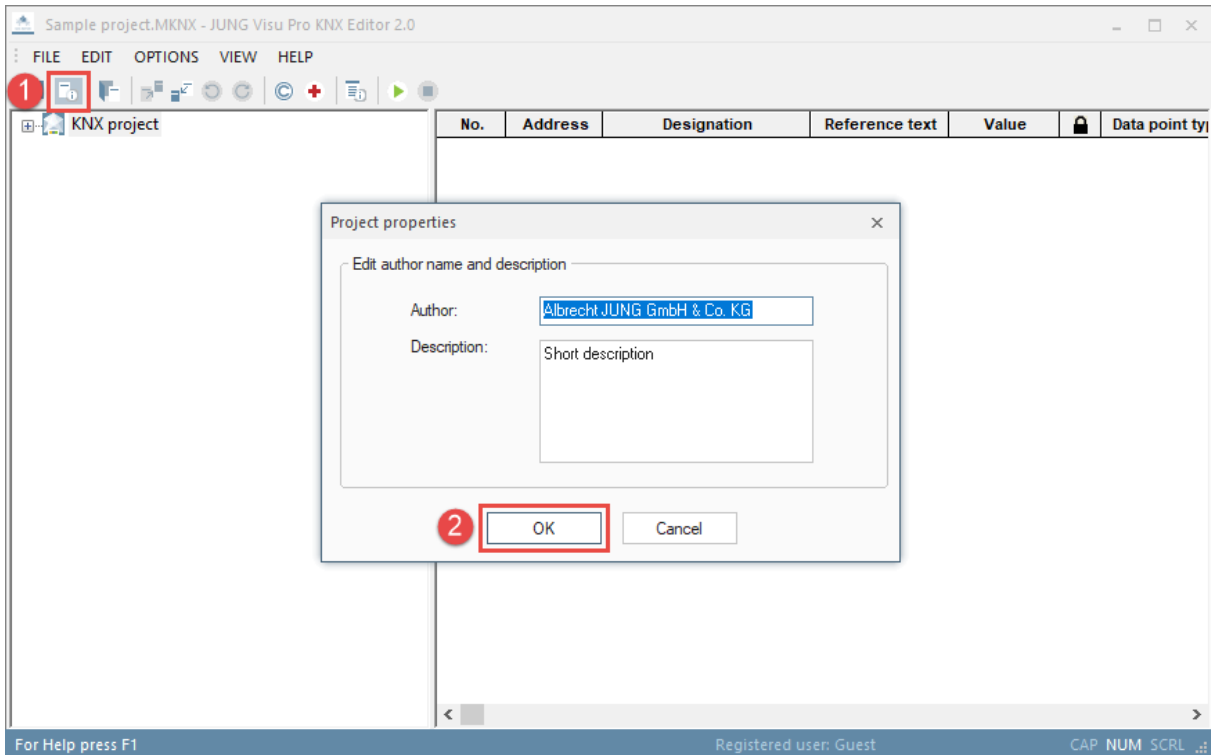 Sample project.MKNX - JUNG Visu Pro KNX Editor 2.0
FILE EDIT OPTIONS VIEW HELP
1
KNX project
No. Address Designation Reference text Value Data point ty
Project properties
Edit author name and description
Author: Albrecht JUNG GmbH & Co. KG
Description: Short description
2 OK Cancel
For Help press F1 Registered user: Guest CAP NUM SCRL